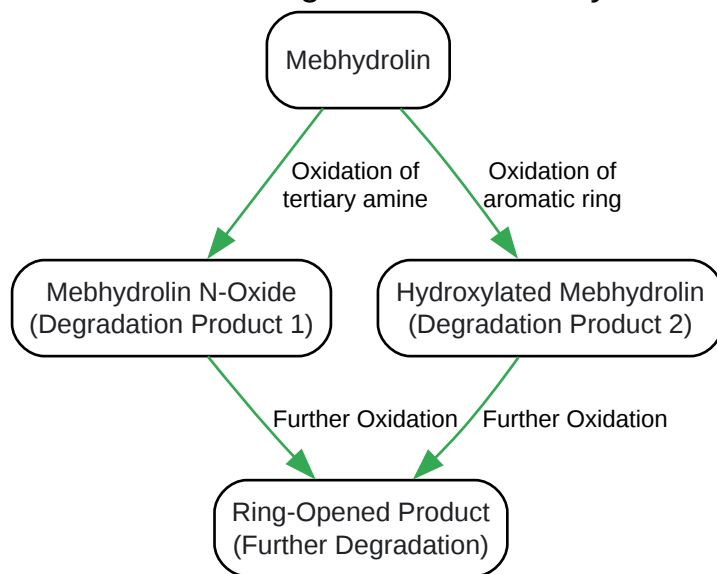 Mebhydrolin
Oxidation of
tertiary amine
Oxidation of
aromatic ring
Mebhydrolin N-Oxide
(Degradation Product 1)
Hydroxylated Mebhydrolin
(Degradation Product 2)
Further Oxidation
Further Oxidation
Ring-Opened Product
(Further Degradation)